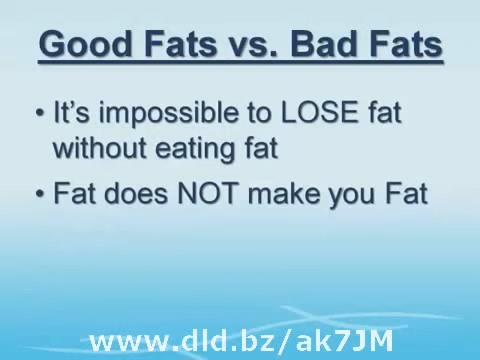 Good Fats vs. Bad Fats
• It's impossible to LOSE fat
without eating fat
• Fat does NOT make you Fat
www.dld.bz/ak7JM